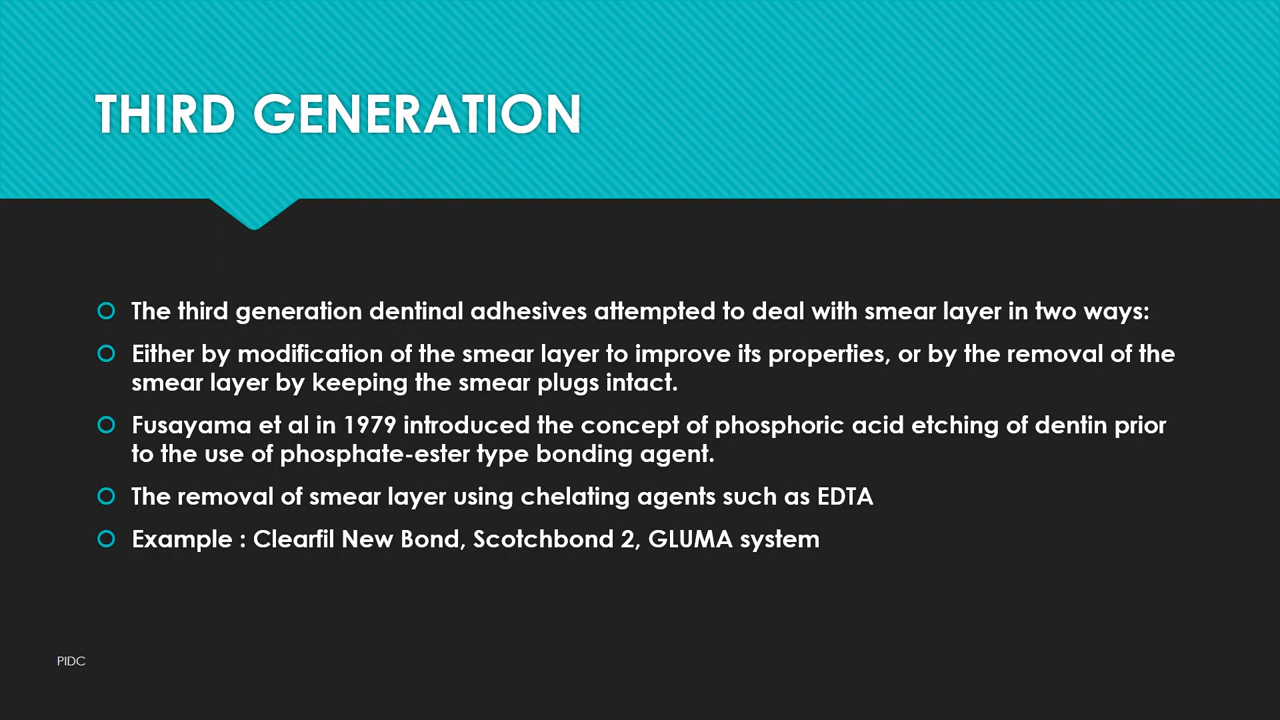 THIRD GENERATION
The third generation dentinal adhesives attempted to deal with smear layer in two ways:
Either by modification of the smear layer to improve its properties, or by the removal of the
smear layer by keeping the smear plugs intact.
Fusayama et al in 1979 introduced the concept of phosphoric acid etching of dentin prior
to the use of phosphate-ester type bonding agent.
The removal of smear layer using chelating agents such as EDTA
Example : Clearfil New Bond, Scotchbond 2, GLUMA system
PIDC